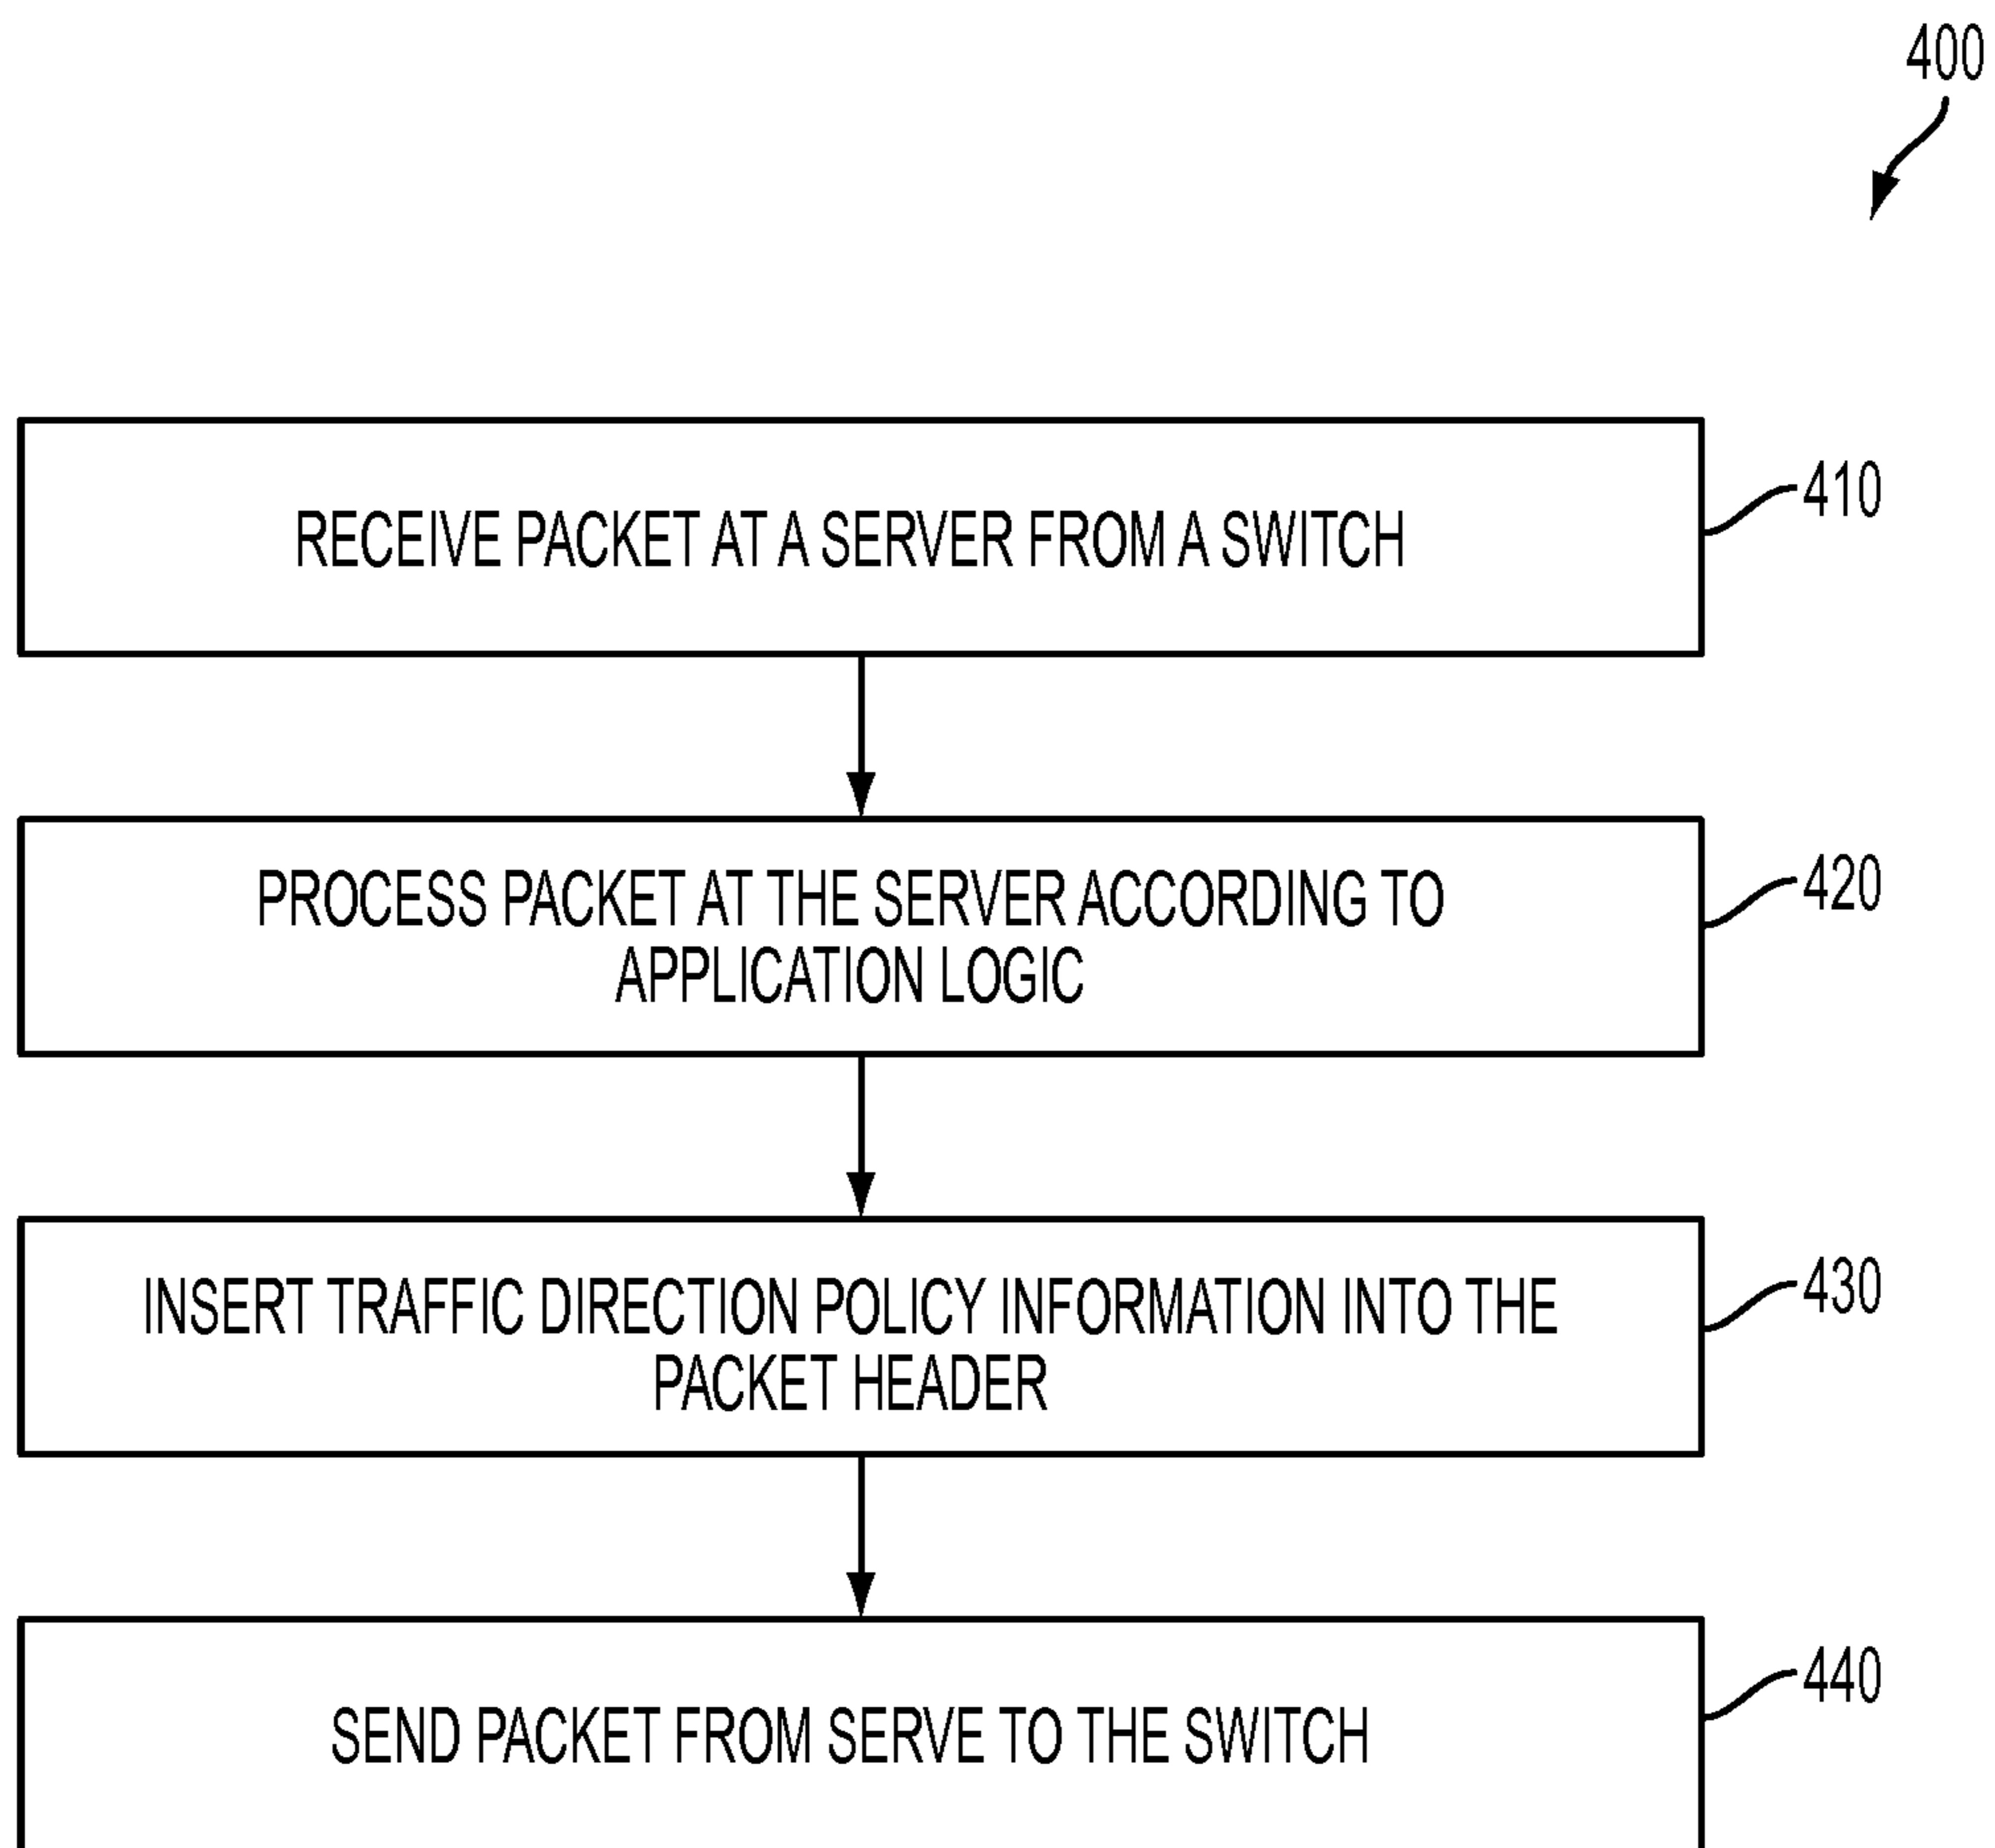 400
RECEIVE PACKET AT A SERVER FROM A SWITCH
410
PROCESS PACKET AT THE SERVER ACCORDING TO
APPLICATION LOGIC
420
INSERT TRAFFIC DIRECTION POLICY INFORMATION INTO THE
PACKET HEADER
430
SEND PACKET FROM SERVE TO THE SWITCH
440